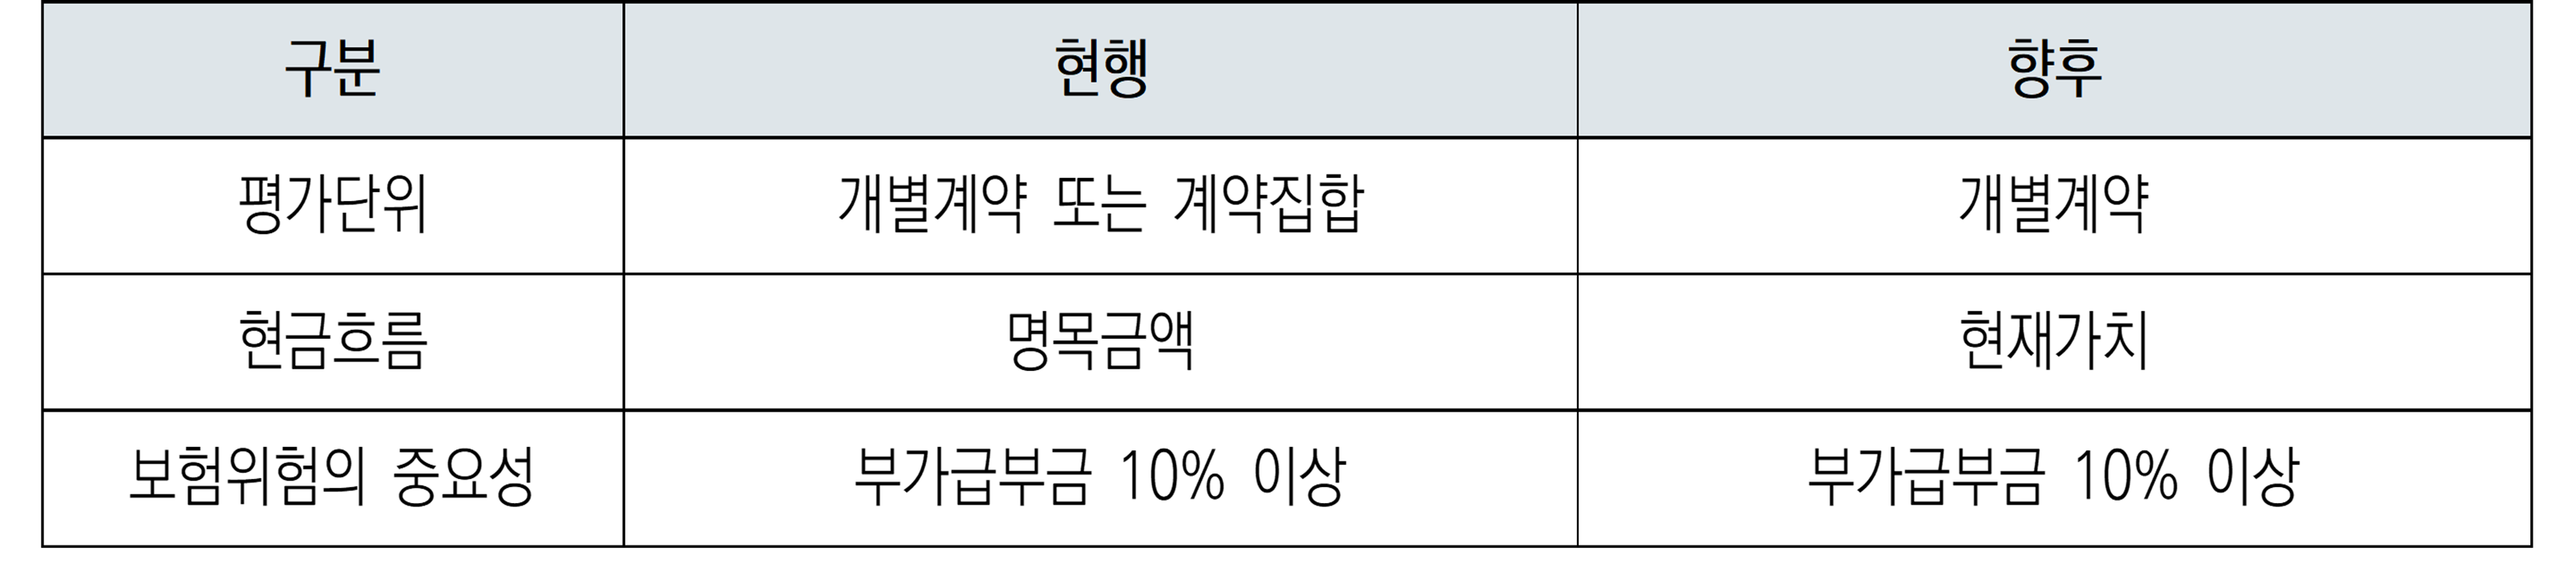 구분 현행 향후
평가단위 개별계약 또는 계약집합 개별계약
현금흐름 명목금액 현재가치
보험위험의 중요성 부가급부금 10% 이상 부가급부금 10% 이상